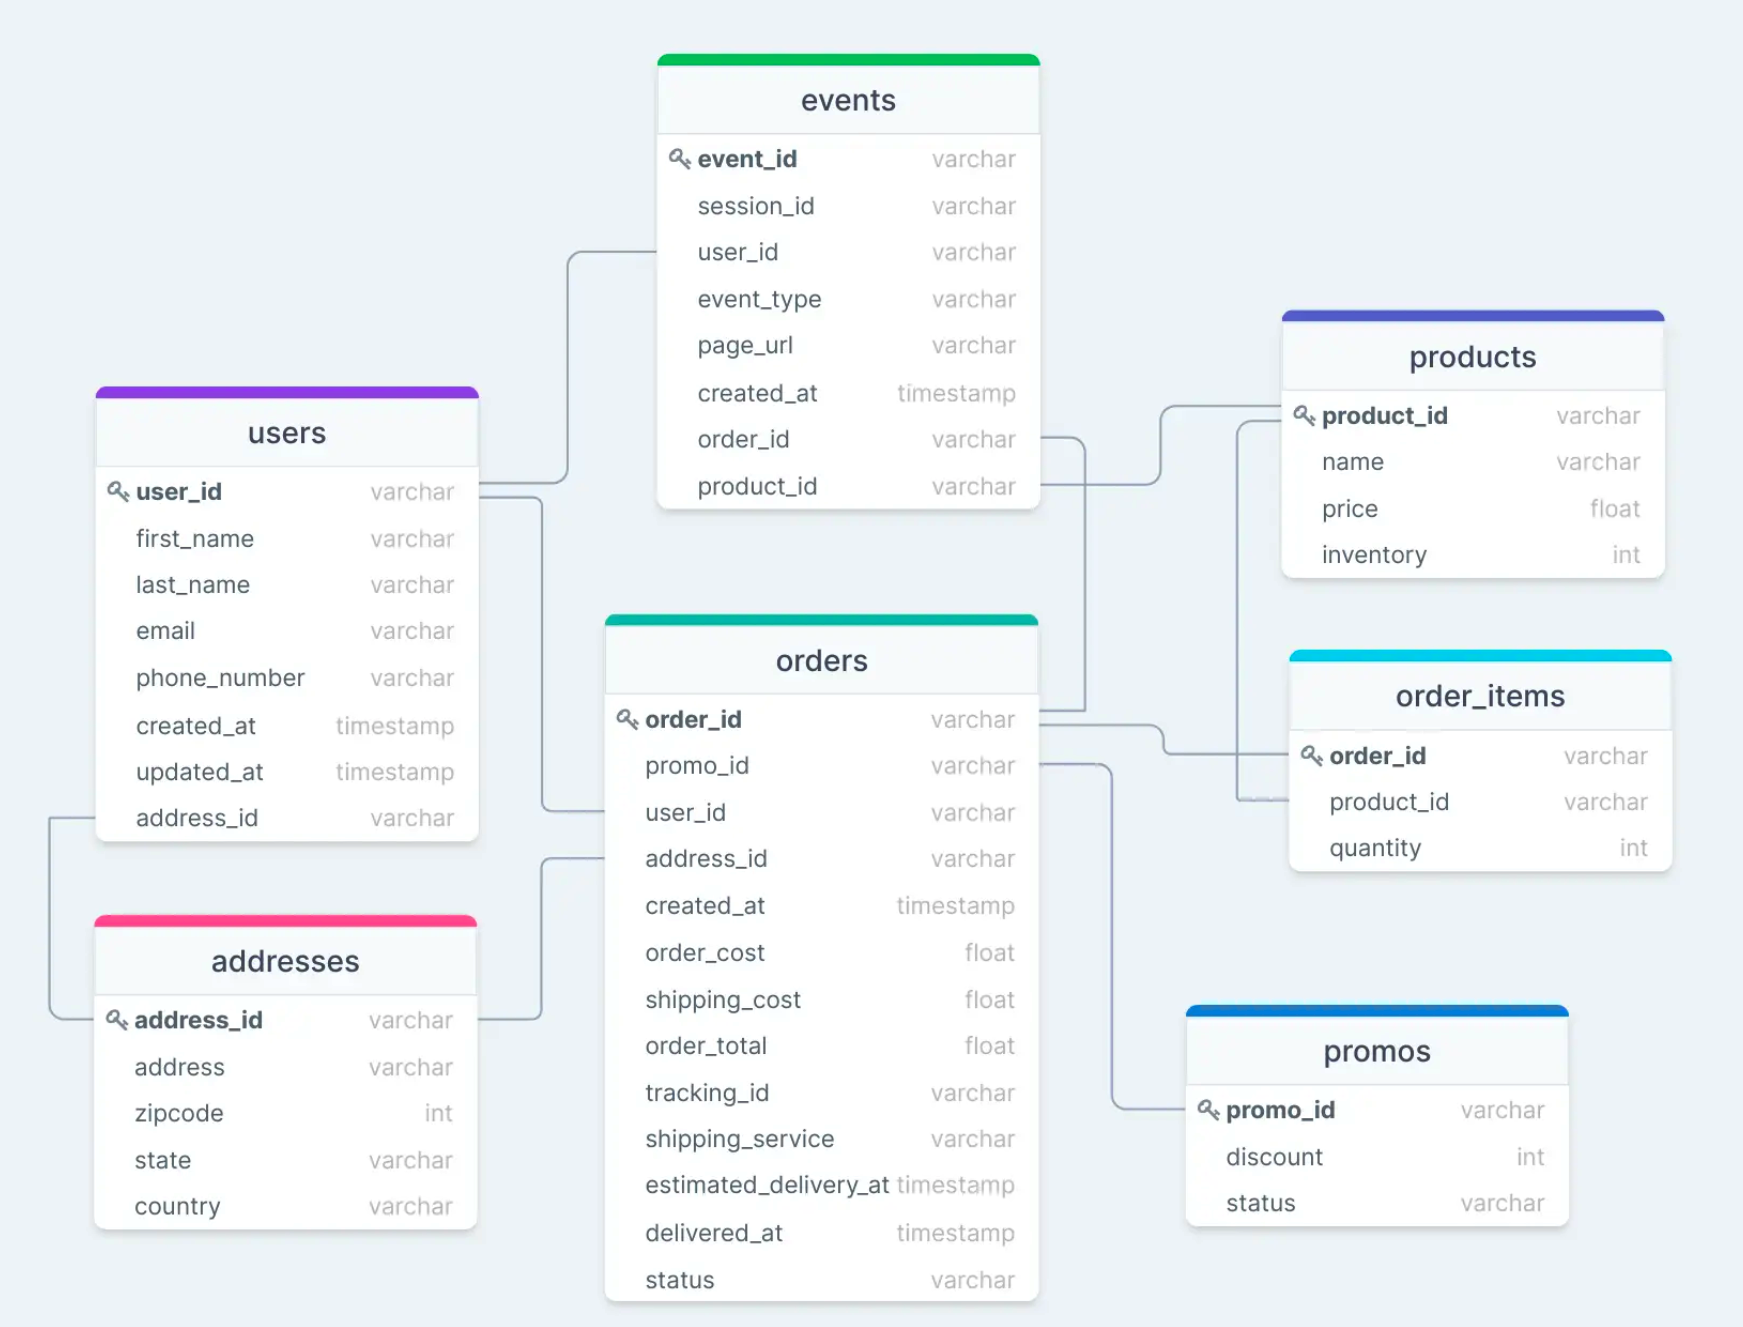 events
event_id varchar
session_id varchar
user_id varchar
event_type varchar
page_url varchar
created_at timestamp
order_id varchar
product_id varchar
products
product_id varchar
name varchar
price float
inventory int
users
user_id varchar
first_name varchar
last_name varchar
email varchar
phone_number varchar
created_at timestamp
updated_at timestamp
address_id varchar
orders
order_id varchar
promo_id varchar
user_id varchar
address_id varchar
created_at timestamp
order_cost float
shipping_cost float
order_total float
tracking_id varchar
shipping_service varchar
estimated_delivery_at timestamp
delivered_at timestamp
status varchar
order_items
order_id varchar
product_id varchar
quantity int
addresses
address_id varchar
address varchar
zipcode int
state varchar
country varchar
promos
promo_id varchar
discount int
status varchar